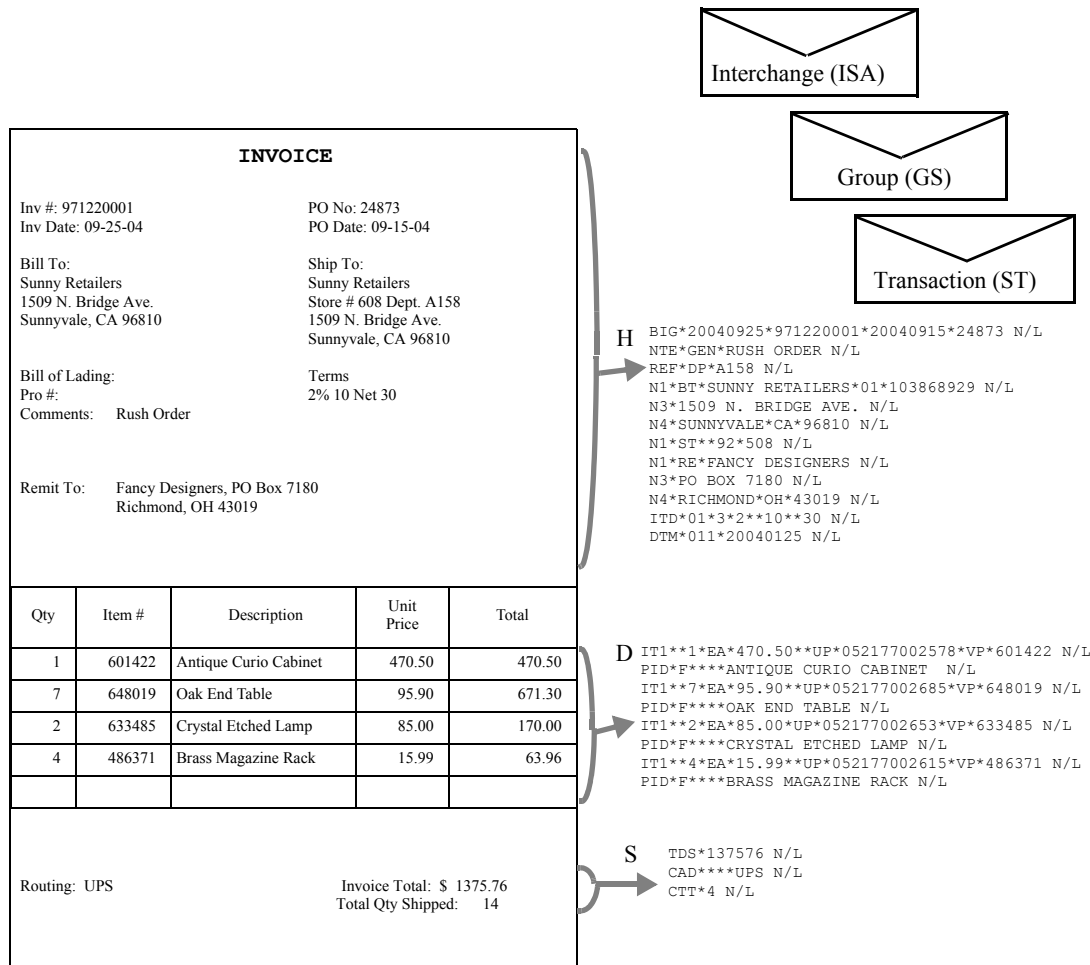 Interchange (ISA)
Group (GS)
Transaction (ST)
INVOICE
Inv #: 971220001 PO No: 24873
Inv Date: 09-25-04 PO Date: 09-15-04
Bill To: Ship To:
Sunny Retailers Sunny Retailers
1509 N. Bridge Ave. Store # 608 Dept. A158
Sunnyvale, CA 96810 1509 N. Bridge Ave.
Sunnyvale, CA 96810
Bill of Lading: Terms
Pro #: 2% 10 Net 30
Comments: Rush Order
Remit To: Fancy Designers, PO Box 7180
Richmond, OH 43019
H
BIG*20040925*971220001*20040915*24873 N/L
NTE*GEN*RUSH ORDER N/L
REF*DP*A158 N/L
N1*BT*SUNNY RETAILERS*01*103868929 N/L
N3*1509 N. BRIDGE AVE. N/L
N4*SUNNYVALE*CA*96810 N/L
N1*ST**92*508 N/L
N1*RE*FANCY DESIGNERS N/L
N3*PO BOX 7180 N/L
N4*RICHMOND*OH*43019 N/L
ITD*01*3*2**10**30 N/L
DTM*011*20040125 N/L
Qty Item # Description Unit Price Total
1 601422 Antique Curio Cabinet 470.50 470.50
7 648019 Oak End Table 95.90 671.30
2 633485 Crystal Etched Lamp 85.00 170.00
4 486371 Brass Magazine Rack 15.99 63.96
D
IT1**1*EA*470.50**UP*052177002578*VP*601422 N/L
PID*F****ANTIQUE CURIO CABINET N/L
IT1**7*EA*95.90**UP*052177002685*VP*648019 N/L
PID*F****OAK END TABLE N/L
IT1**2*EA*85.00*UP*052177002653*VP*633485 N/L
PID*F****CRYSTAL ETCHED LAMP N/L
IT1**4*EA*15.99**UP*052177002615*VP*486371 N/L
PID*F****BRASS MAGAZINE RACK N/L
Routing: UPS Invoice Total: $ 1375.76
Total Qty Shipped: 14
S
TDS*137576 N/L
CAD****UPS N/L
CTT*4 N/L